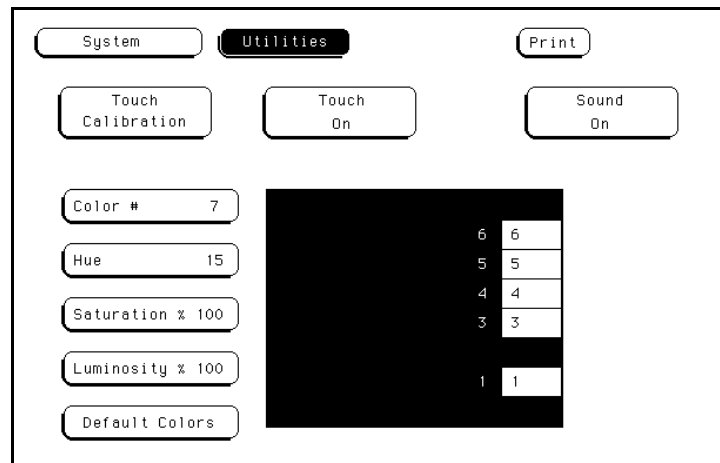 System Utilities Print
Touch Calibration
Touch On
Sound On
Color # 7
Hue 15
Saturation % 100
Luminosity % 100
Default Colors
6 6
5 5
4 4
3 3
1 1